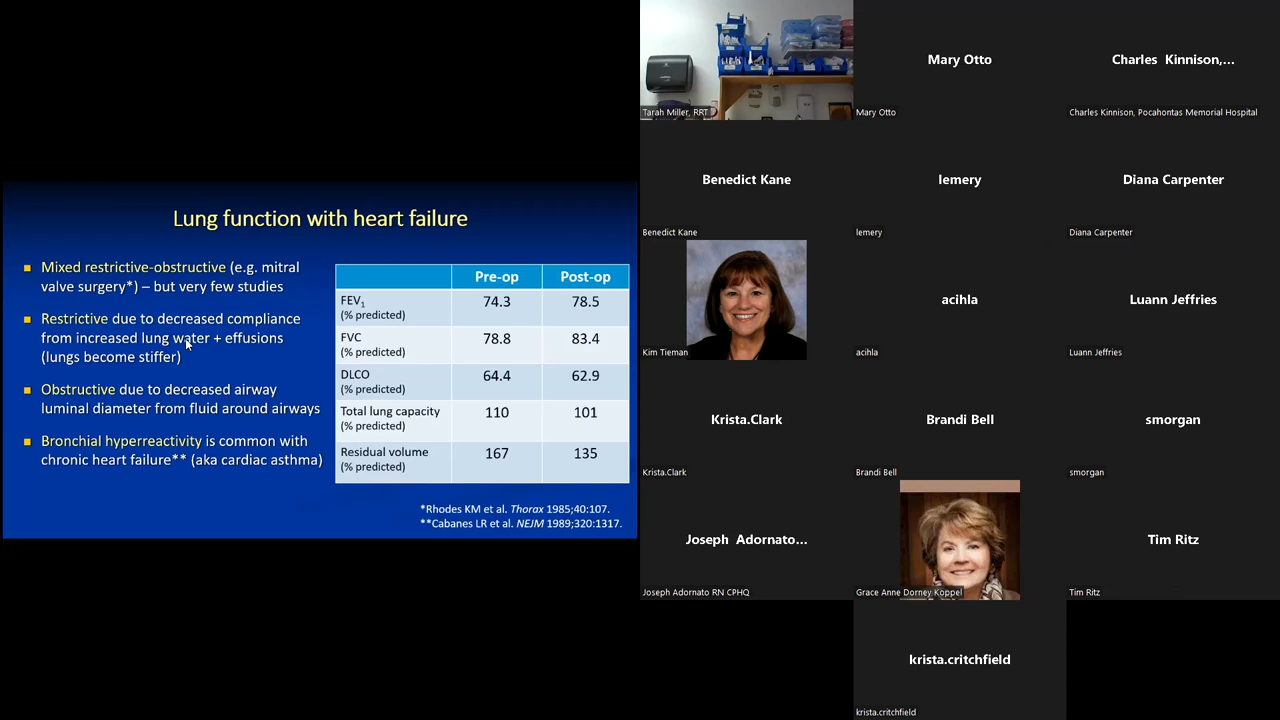 Lung function with heart failure
Mixed restrictive-obstructive (e.g. mitral
valve surgery*) – but very few studies
Restrictive due to decreased compliance
from increased lung water + effusions
(lungs become stiffer)
Obstructive due to decreased airway
luminal diameter from fluid around airways
Bronchial hyperreactivity is common with
chronic heart failure** (aka cardiac asthma)
Pre-op Post-op
FEV1 74.3 78.5
(% predicted)
FVC 78.8 83.4
(% predicted)
DLCO 64.4 62.9
(% predicted)
Total lung capacity 110 101
(% predicted)
Residual volume 167 135
(% predicted)
*Rhodes KM et al. Thorax 1985;40:107.
**Cabanes LR et al. NEJM 1989;320:1317.
Tarah Miller, RRT
Mary Otto
Mary Otto
Charles Kinnison,...
Charles Kinnison, Pocahontas Memorial Hospital
Benedict Kane
Benedict Kane
lemery
lemery
Diana Carpenter
Diana Carpenter
Kim Tieman
acihla
acihla
Luann Jeffries
Luann Jeffries
Krista.Clark
Krista.Clark
Brandi Bell
Brandi Bell
smorgan
smorgan
Joseph Adornato...
Joseph Adornato RN CPHQ
Grace Anne Dorney Koppel
Tim Ritz
Tim Ritz
krista.critchfield
krista.critchfield